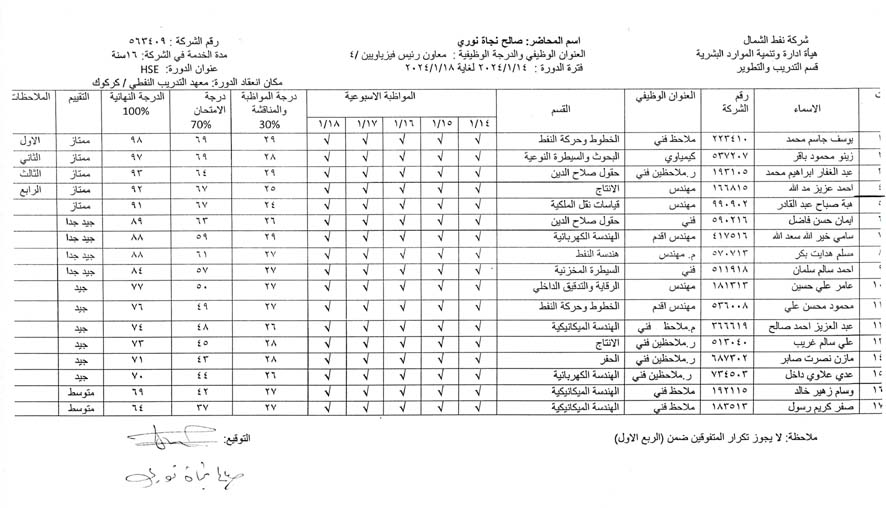 شركة نفط الشمال
هيأة ادارة وتنمية الموارد البشرية
قسم التدريب والتطوير
اسم المحاضر: صالح نجاة نوري
العنوان الوظيفي والدرجة الوظيفية : معاون رئيس فيزياويين /٤
فترة الدورة : ٢٠٢٤/١/١٤ لغاية ٢٠٢٤/١/١٨
رقم الشركة : ٥٦٣٤٠٩
مدة الخدمة في الشركة: ١٦سنة
عنوان الدورة: HSE
مكان انعقاد الدورة: معهد التدريب النفطي / كركوك
ت الاسماء رقم الشركة العنوان الوظيفي القسم المواظبة الاسبوعية درجة المواظبة والمناقشة 30% درجة الامتحان 70% الدرجة النهائية 100% التقييم الملاحظات
١/١٤ ١/١٥ ١/١٦ ١/١٧ ١/١٨
١ يوسف جاسم محمد ٢٢٣٤١٠ ملاحظ فني الخطوط وحركة النفط √ √ √ √ √ ٢٩ ٦٩ ٩٨ ممتاز الاول
زينو محمود باقر ٥٣٧٢٠٧ كيمياوي البحوث والسيطرة النوعية √ √ √ √ √ ٢٨ ٦٩ ٩٧ ممتاز الثاني
عبد الغفار ابراهيم محمد ١٩٣١٠٥ ر.ملاحظين فني حقول صلاح الدين √ √ √ √ √ ٢٩ ٦٤ ٩٣ ممتاز الثالث
٤ احمد عزيز مد الله ١٦٦٨١٥ مهندس الانتاج √ √ √ √ √ ٢٥ ٦٧ ٩٢ ممتاز الرابع
هبة صباح عبد القادر ٩٩٠٩٠٢ مهندس قياسات نقل الملكية √ √ √ √ √ ٢٤ ٦٧ ٩١ ممتاز
ايمان حسن فاضل ٥٩٠٢١٦ فني حقول صلاح الدين √ √ √ √ √ ٢٦ ٦٣ ٨٩ جيد جدا
سامي خير الله سعد الله ٤١٧٥١٦ مهندس اقدم الهندسة الكهربائية √ √ √ √ √ ٢٩ ٥٩ ٨٨ جيد جدا
مسلم هدايت بكر ٥٧٠٧١٣ م. مهندس هندسة النفط √ √ √ √ √ ٢٧ ٦١ ٨٨ جيد جدا
احمد سالم سلمان ٥١١٩١٨ فني السيطرة المخزنية √ √ √ √ √ ٢٧ ٥٧ ٨٤ جيد جدا
١٠ عامر علي حسين ١٨١٣١٣ مهندس الوقاية والتدقيق الداخلي √ √ √ √ √ ٢٧ ٥٠ ٧٧ جيد
١١ محمود محسن علي ٥٣٦٠٠٨ مهندس اقدم الخطوط وحركة النفط √ √ √ √ √ ٢٧ ٤٩ ٧٦ جيد
عبد العزيز احمد صالح ٣٦٦٦١٩ م.ملاحظ فني الهندسة الميكانيكية √ √ √ √ √ ٢٦ ٤٨ ٧٤ جيد
علي سالم غريب ٥١٣٠٤٠ ر.ملاحظين فني الانتاج √ √ √ √ √ ٢٨ ٤٥ ٧٣ جيد
١٤ مازن نصرت صابر ٦٨٧٣٠٢ ر.ملاحظين فني الحفر √ √ √ √ √ ٢٨ ٤٣ ٧١ جيد
١٥ عدي علاوي داخل ٧٣٤٥٠٣ ر.ملاحظين فني الهندسة الكهربائية √ √ √ √ √ ٢٦ ٤٤ ٧٠ جيد
١٦ وسام زهير خالد ١٩٢١١٥ ملاحظ فني الهندسة الميكانيكية √ √ √ √ √ ٢٧ ٤٢ ٦٩ متوسط
١٧ صفر كريم رسول ١٨٣٥١٣ ملاحظ فني الهندسة الميكانيكية √ √ √ √ √ ٢٧ ٣٧ ٦٤ متوسط
ملاحظة: لا يجوز تكرار المتفوقين ضمن (الربع الاول)
التوقيع:
صالح نجاة نوري